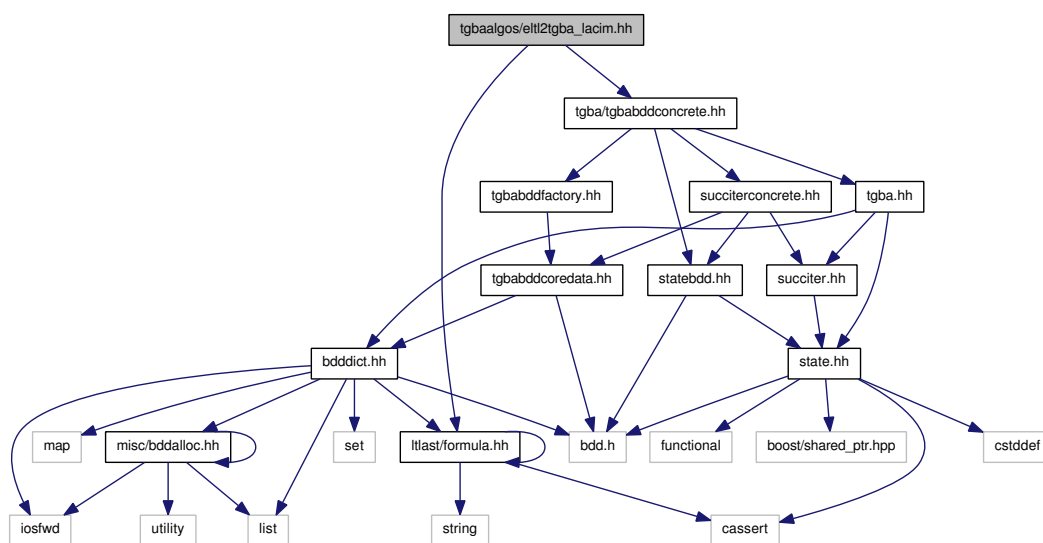 tgbaalgos/eltl2tgba_lacim.hh
tgba/tgbabddconcrete.hh
tgbabddfactory.hh
succiterconcrete.hh
tgba.hh
tgbabddcoredata.hh
statebdd.hh
succiter.hh
bdddict.hh
state.hh
map
misc/bddalloc.hh
set
ltlast/formula.hh
bdd.h
functional
boost/shared_ptr.hpp
cstddef
iosfwd
utility
list
string
cassert